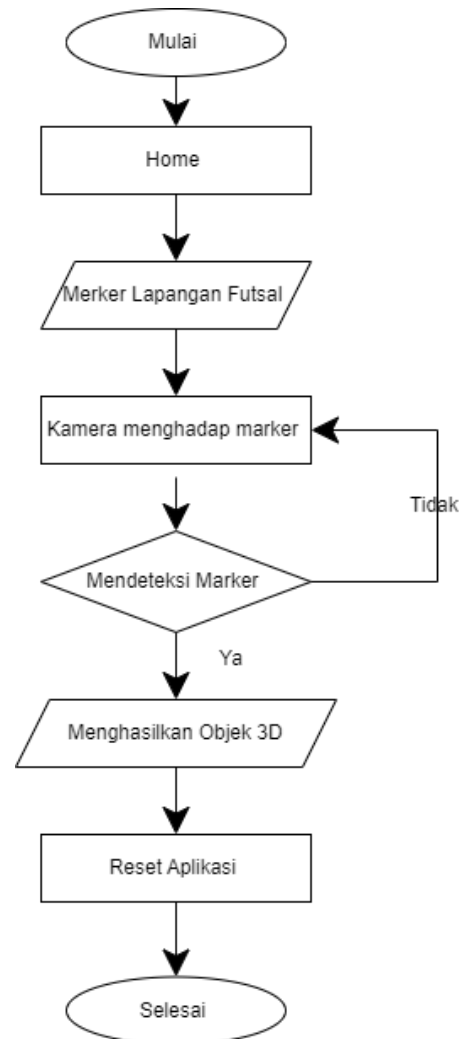 Mulai
Home
Merker Lapangan Futsal
Kamera menghadap marker
Tidak
Mendeteksi Marker
Ya
Menghasilkan Objek 3D
Reset Aplikasi
Selesai